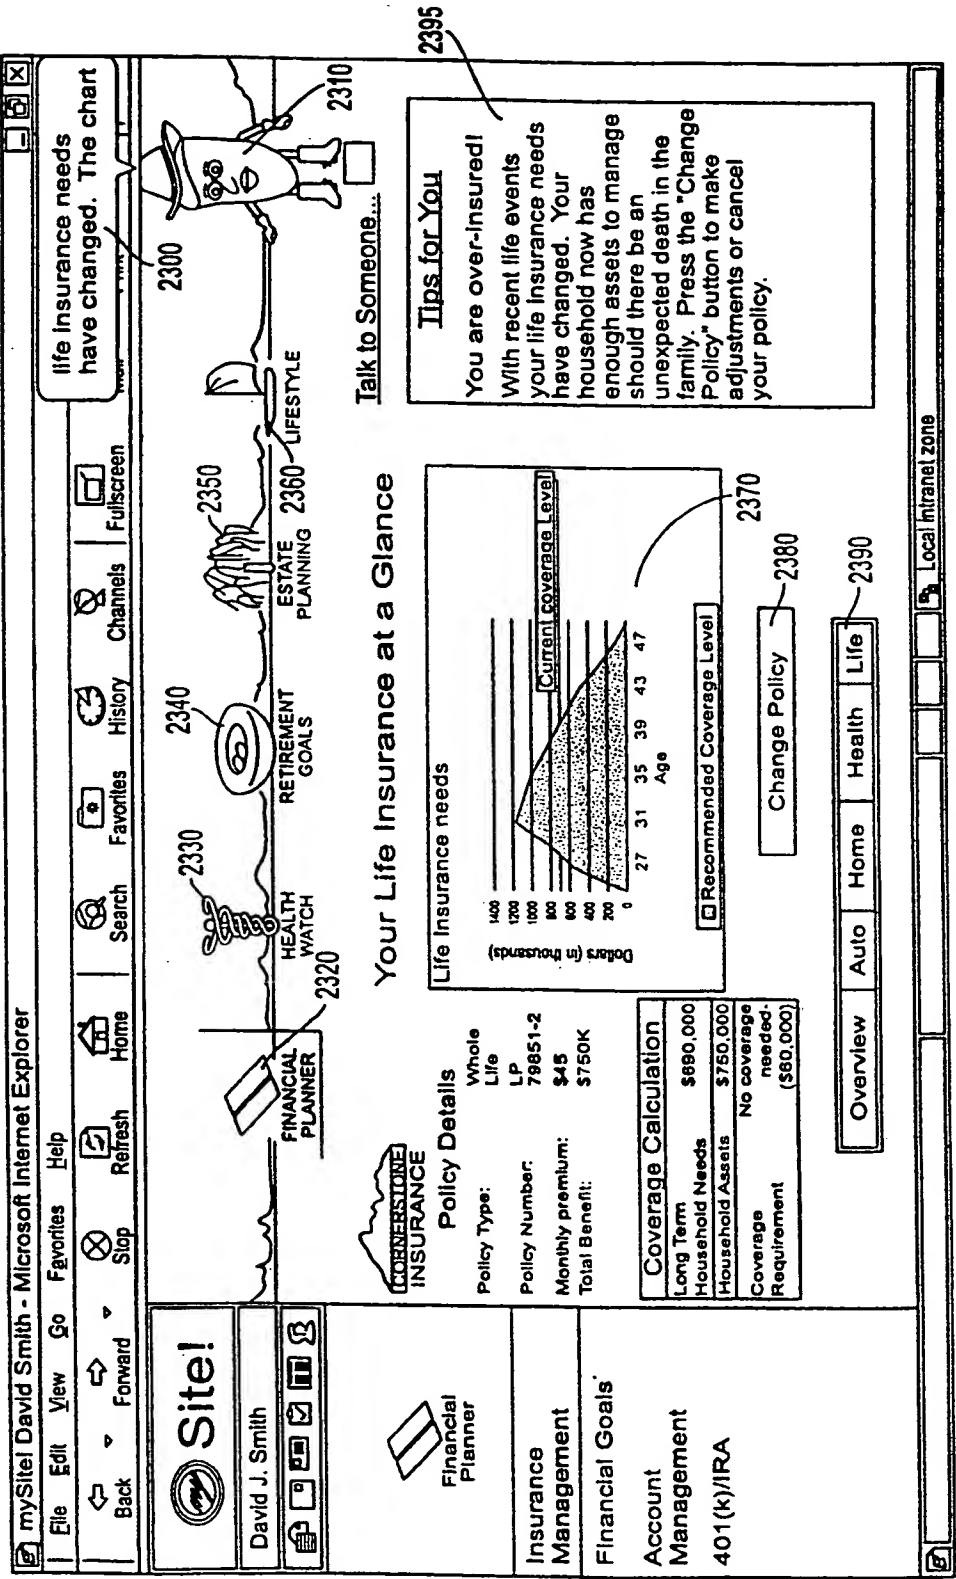 mySite! David Smith - Microsoft Internet Explorer
File Edit View Go Favorites Help
Back Forward Stop Refresh Home Search Favorites History Channels Fullscreen
life insurance needs
have changed. The chart
2300
2310
Site!
David J. Smith
FINANCIAL
PLANNER
2320
HEALTH
WATCH
2330
RETIREMENT
GOALS
2340
ESTATE
PLANNING
2350
LIFESTYLE
2360
Talk to Someone...
Financial
Planner
Insurance
Management
Financial Goals
Account
Management
401(k)/IRA
CORNERSTONE
INSURANCE
Policy Details
Policy Type: Whole
Life
Policy Number: LP
79851-2
Monthly premium: $45
Total Benefit: $750K
Coverage Calculation
Long Term
Household Needs $690,000
Household Assets $750,000
Coverage
Requirement
No coverage
needed-
($60,000)
Your Life Insurance at a Glance
Life Insurance needs
Dollars (in thousands)
1400
1200
1000
800
600
400
200
0
27 31 35 39 43 47
Age
Current coverage Level
Recommended Coverage Level
2370
Change Policy
2380
Overview Auto Home Health Life
2390
Tips for You
2395
You are over-insured!
With recent life events
your life insurance needs
have changed. Your
household now has
enough assets to manage
should there be an
unexpected death in the
family. Press the "Change
Policy" button to make
adjustments or cancel
your policy.
Local intranet zone